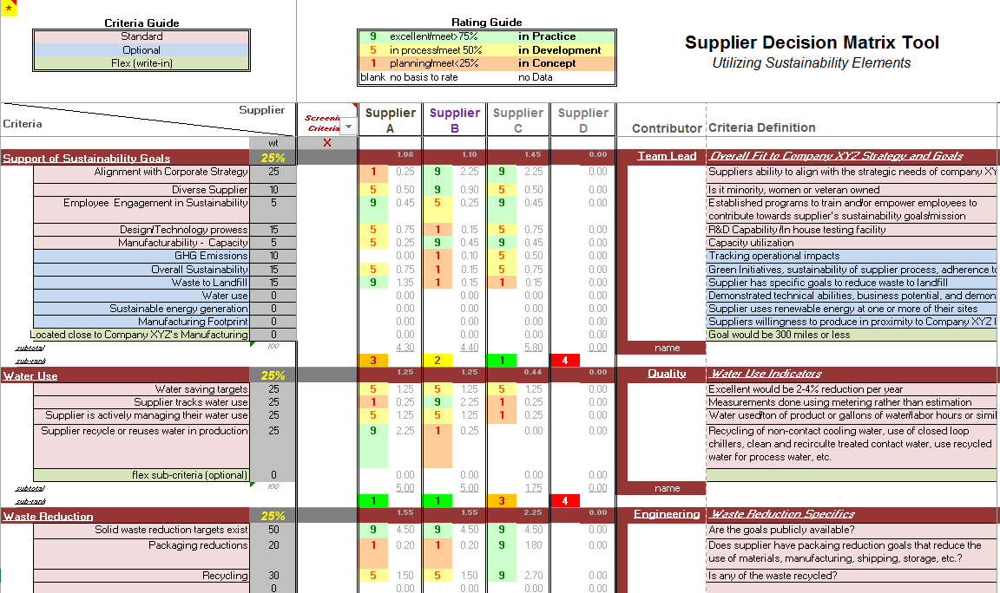 *
Criteria Guide
Standard
Optional
Flex (write-in)
Rating Guide
9 excellent/meet>75% in Practice
5 in process/meet 50% in Development
1 planning/meet<25% in Concept
blank no basis to rate no Data
Supplier Decision Matrix Tool
Utilizing Sustainability Elements
Supplier
Criteria
Screening Criteria
Supplier A
Supplier B
Supplier C
Supplier D
Contributor
Criteria Definition
wt X
Support of Sustainability Goals 25% 1.08 1.10 1.45 0.00 Team Lead Overall Fit to Company XYZ Strategy and Goals
Alignment with Corporate Strategy 25 1 0.25 9 2.25 9 2.25 0.00 Suppliers ability to align with the strategic needs of company XY
Diverse Supplier 10 5 0.50 9 0.90 5 0.50 0.00 Is it minority, women or veteran owned
Employee Engagement in Sustainability 5 9 0.45 5 0.25 9 0.45 0.00 Established programs to train and/or empower employees to
contribute towards supplier's sustainability goals/mission
Design/Technology prowess 15 5 0.75 1 0.15 5 0.75 0.00 R&D Capability /In house testing facility
Manufacturability - Capacity 5 5 0.25 9 0.45 9 0.45 0.00 Capacity utilization
GHG Emissions 10 0.00 1 0.10 5 0.50 0.00 Tracking operational impacts
Overall Sustainability 15 5 0.75 1 0.15 5 0.75 0.00 Green Initiatives, sustainability of supplier process, adherence to
Waste to Landfill 15 9 1.35 1 0.15 1 0.15 0.00 Supplier has specific goals to reduce waste to landfill
Water use 0 0.00 0.00 0.00 0.00 Demonstrated technical abilities, business potential, and demon
Sustainable energy generation 0 0.00 0.00 0.00 0.00 Supplier uses renewable energy at one or more of their sites
Manufacturing Footprint 0 0.00 0.00 0.00 0.00 Suppliers willingness to produce in proximity to Company XYZ
Located close to Company XYZ's Manufacturing 0 0.00 0.00 0.00 0.00 Goal would be 300 miles or less
subtotal 100 4.30 4.40 5.80 0.00 name
sub-rank 3 2 1 4
Water Use 25% 1.25 1.25 0.44 0.00 Quality Water Use Indicators
Water saving targets 25 5 1.25 5 1.25 5 1.25 0.00 Excellent would be 2-4% reduction per year
Supplier tracks water use 25 1 0.25 9 2.25 1 0.25 0.00 Measurements done using metering rather than estimation
Supplier is actively managing their water use 25 5 1.25 5 1.25 1 0.25 0.00 Water used/ton of product or gallons of water/labor hours or simil
Supplier recycle or reuses water in production 25 9 2.25 1 0.25 0.00 0.00 Recycling of non-contact cooling water, use of closed loop
chillers, clean and recirculte treated contact water, use recycled
water for process water, etc.
flex sub-criteria (optional) 0 0.00 0.00 0.00 0.00
subtotal 100 5.00 5.00 1.75 0.00 name
sub-rank 1 1 3 4
Waste Reduction 25% 1.55 1.55 2.25 0.00 Engineering Waste Reduction Specifics
Solid waste reduction targets exist 50 9 4.50 9 4.50 9 4.50 0.00 Are the goals publicly available?
Packaging reductions 20 1 0.20 1 0.20 9 1.80 0.00 Does supplier have packaing reduction goals that reduce the
use of materials, manufacturing, shipping, storage, etc.?
Recycling 30 5 1.50 5 1.50 9 2.70 0.00 Is any of the waste recycled?
0 0.00 0.00 0.00 0.00